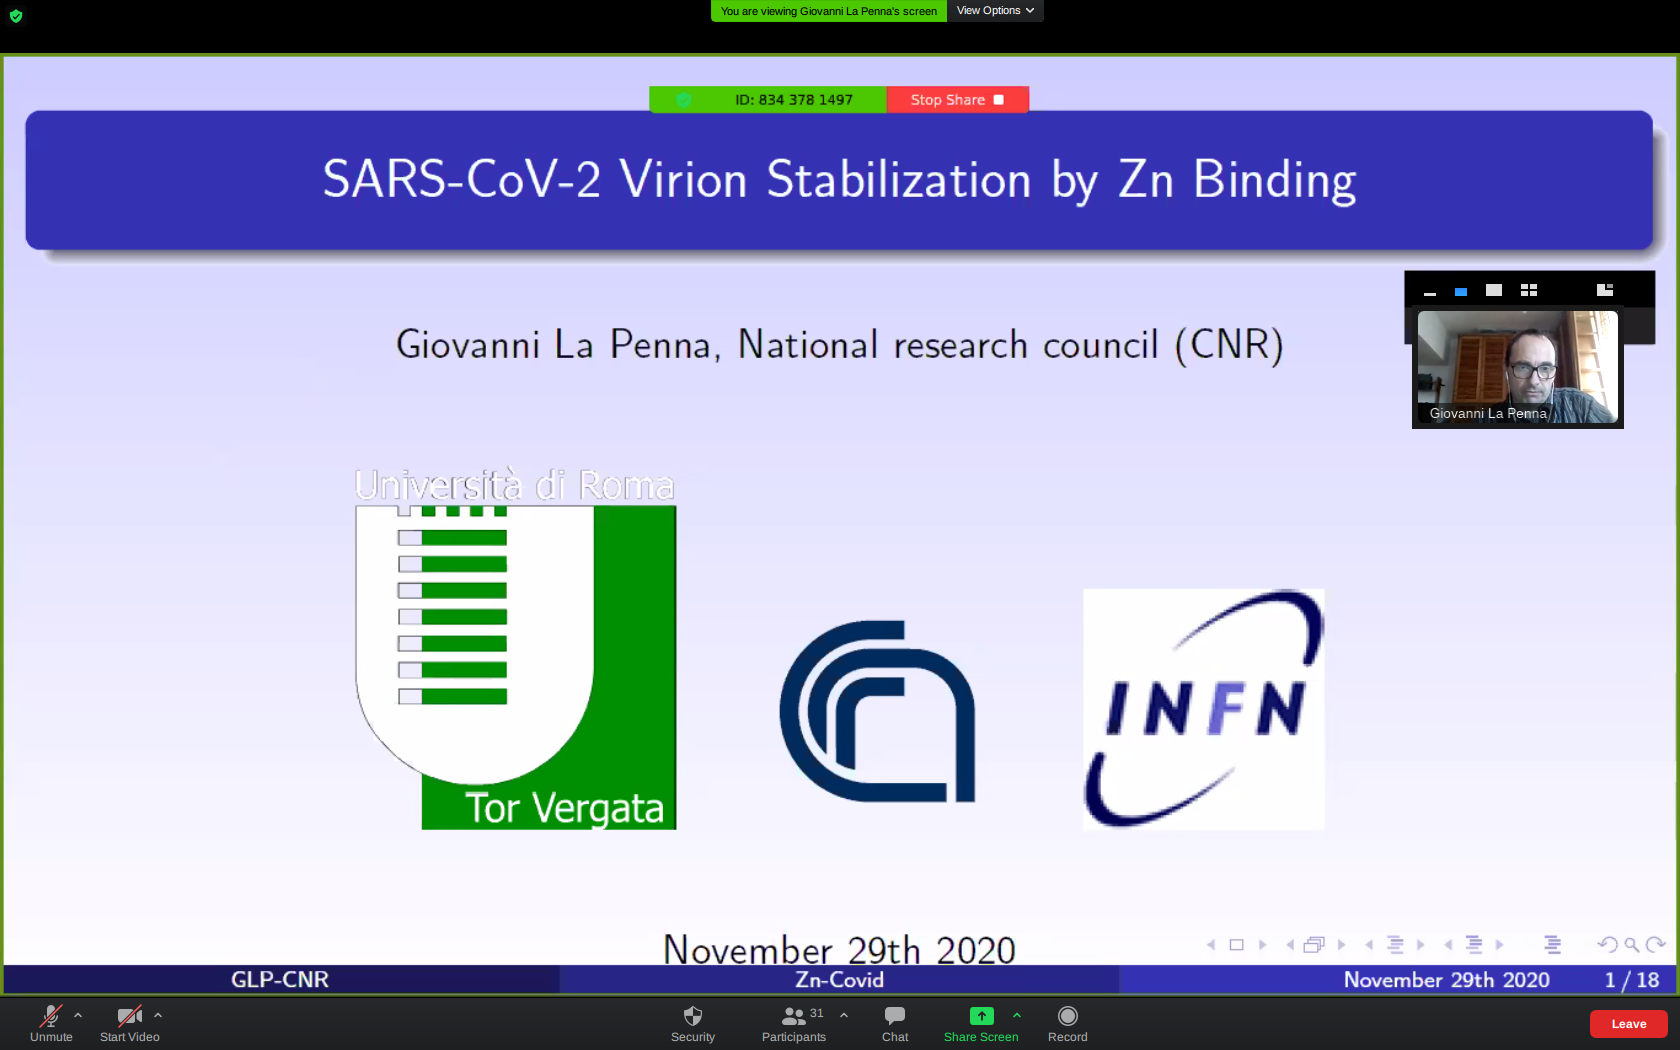 You are viewing Giovanni La Penna's screen
View Options
ID: 834 378 1497
Stop Share
SARS-CoV-2 Virion Stabilization by Zn Binding
Giovanni La Penna, National research council (CNR)
Giovanni La Penna
Università di Roma
Tor Vergata
INFN
November 29th 2020
GLP-CNR
Zn-Covid
November 29th 2020
1 / 18
Unmute
Start Video
Security
Participants
31
Chat
Share Screen
Record
Leave